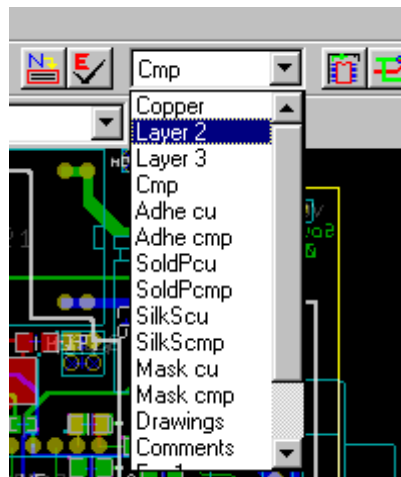 Cmp
Copper
Layer 2
Layer 3
Cmp
Adhe cu
Adhe cmp
SoldPcu
SoldPcmp
SilkScu
SilkScmp
Mask cu
Mask cmp
Drawings
Comments